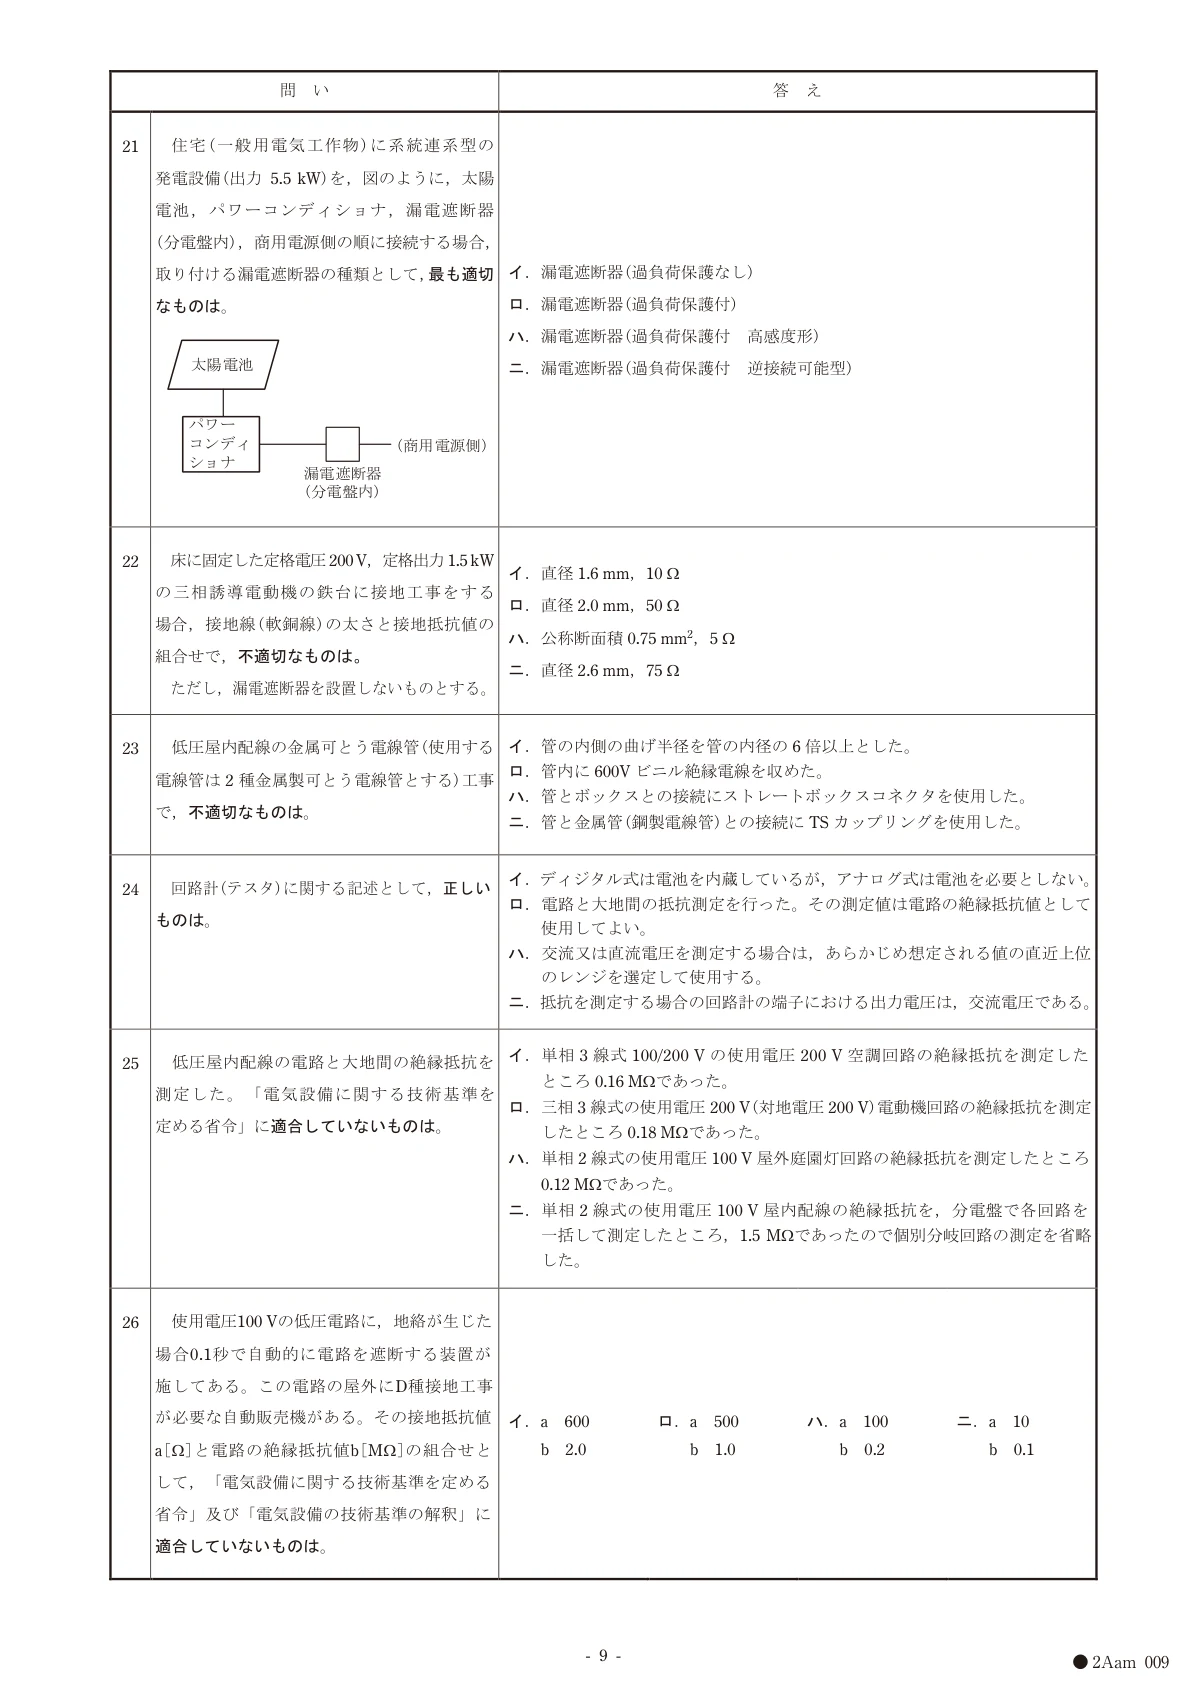 問　い
答　え
21
住宅(一般用電気工作物)に系統連系型の
発電設備(出力 5.5 kW)を，図のように，太陽
電池，パワーコンディショナ，漏電遮断器
(分電盤内)，商用電源側の順に接続する場合，
取り付ける漏電遮断器の種類として，最も適切
なものは。
太陽電池
パワー
コンディ
ショナ
(商用電源側)
漏電遮断器
(分電盤内)
イ．漏電遮断器(過負荷保護なし)
ロ．漏電遮断器(過負荷保護付)
ハ．漏電遮断器(過負荷保護付　高感度形)
ニ．漏電遮断器(過負荷保護付　逆接続可能型)
22
床に固定した定格電圧 200 V，定格出力 1.5 kW
の三相誘導電動機の鉄台に接地工事をする
場合，接地線(軟銅線)の太さと接地抵抗値の
組合せで，不適切なものは。
ただし，漏電遮断器を設置しないものとする。
イ．直径 1.6 mm，10 Ω
ロ．直径 2.0 mm，50 Ω
ハ．公称断面積 0.75 mm²，5 Ω
ニ．直径 2.6 mm，75 Ω
23
低圧屋内配線の金属可とう電線管(使用する
電線管は 2 種金属製可とう電線管とする)工事
で，不適切なものは。
イ．管の内側の曲げ半径を管の内径の 6 倍以上とした。
ロ．管内に 600V ビニル絶縁電線を収めた。
ハ．管とボックスとの接続にストレートボックスコネクタを使用した。
ニ．管と金属管(鋼製電線管)との接続に TS カップリングを使用した。
24
回路計(テスタ)に関する記述として，正しい
ものは。
イ．ディジタル式は電池を内蔵しているが，アナログ式は電池を必要としない。
ロ．電路と大地間の抵抗測定を行った。その測定値は電路の絶縁抵抗値として
使用してよい。
ハ．交流又は直流電圧を測定する場合は，あらかじめ想定される値の直近上位
のレンジを選定して使用する。
ニ．抵抗を測定する場合の回路計の端子における出力電圧は，交流電圧である。
25
低圧屋内配線の電路と大地間の絶縁抵抗を
測定した。「電気設備に関する技術基準を
定める省令」に適合していないものは。
イ．単相 3 線式 100/200 V の使用電圧 200 V 空調回路の絶縁抵抗を測定した
ところ 0.16 MΩであった。
ロ．三相 3 線式の使用電圧 200 V(対地電圧 200 V)電動機回路の絶縁抵抗を測定
したところ 0.18 MΩであった。
ハ．単相 2 線式の使用電圧 100 V 屋外庭園灯回路の絶縁抵抗を測定したところ
0.12 MΩであった。
ニ．単相 2 線式の使用電圧 100 V 屋内配線の絶縁抵抗を，分電盤で各回路を
一括して測定したところ，1.5 MΩであったので個別分岐回路の測定を省略
した。
26
使用電圧100 Vの低圧電路に，地絡が生じた
場合0.1秒で自動的に電路を遮断する装置が
施してある。この電路の屋外にD種接地工事
が必要な自動販売機がある。その接地抵抗値
a[Ω]と電路の絶縁抵抗値b[MΩ]の組合せと
して，「電気設備に関する技術基準を定める
省令」及び「電気設備の技術基準の解釈」に
適合していないものは。
イ．a　600　ロ．a　500　ハ．a　100　ニ．a　10
b　2.0　b　1.0　b　0.2　b　0.1
- 9 -
●2Aam 009